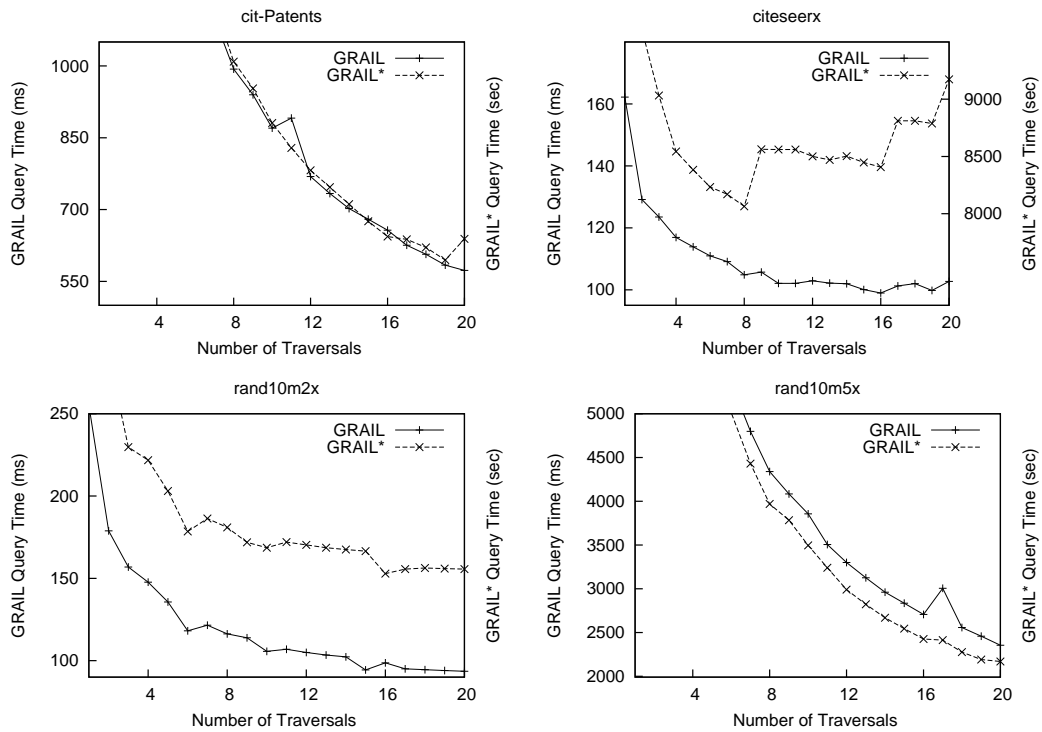 cit-Patents
GRAIL Query Time (ms)
1000
850
700
550
GRAIL
GRAIL*
GRAIL* Query Time (sec)
4 8 12 16 20
Number of Traversals
citeseerx
GRAIL Query Time (ms)
160
140
120
100
GRAIL
GRAIL*
9000
8500
8000
GRAIL* Query Time (sec)
4 8 12 16 20
Number of Traversals
rand10m2x
GRAIL Query Time (ms)
250
200
150
100
GRAIL
GRAIL*
GRAIL* Query Time (sec)
4 8 12 16 20
Number of Traversals
rand10m5x
GRAIL Query Time (ms)
5000
4500
4000
3500
3000
2500
2000
GRAIL
GRAIL*
GRAIL* Query Time (sec)
4 8 12 16 20
Number of Traversals